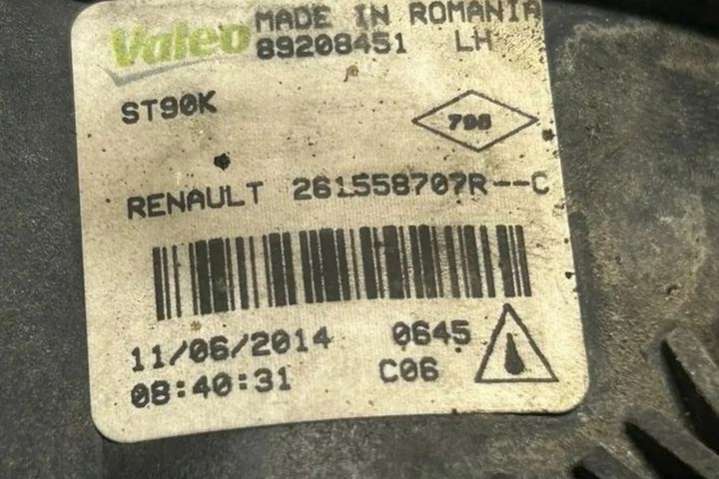 Valeo MADE IN ROMANIA
89208451 LH
ST90K
798
RENAULT 261558707R--C
11/06/2014 0645
08:40:31 C06